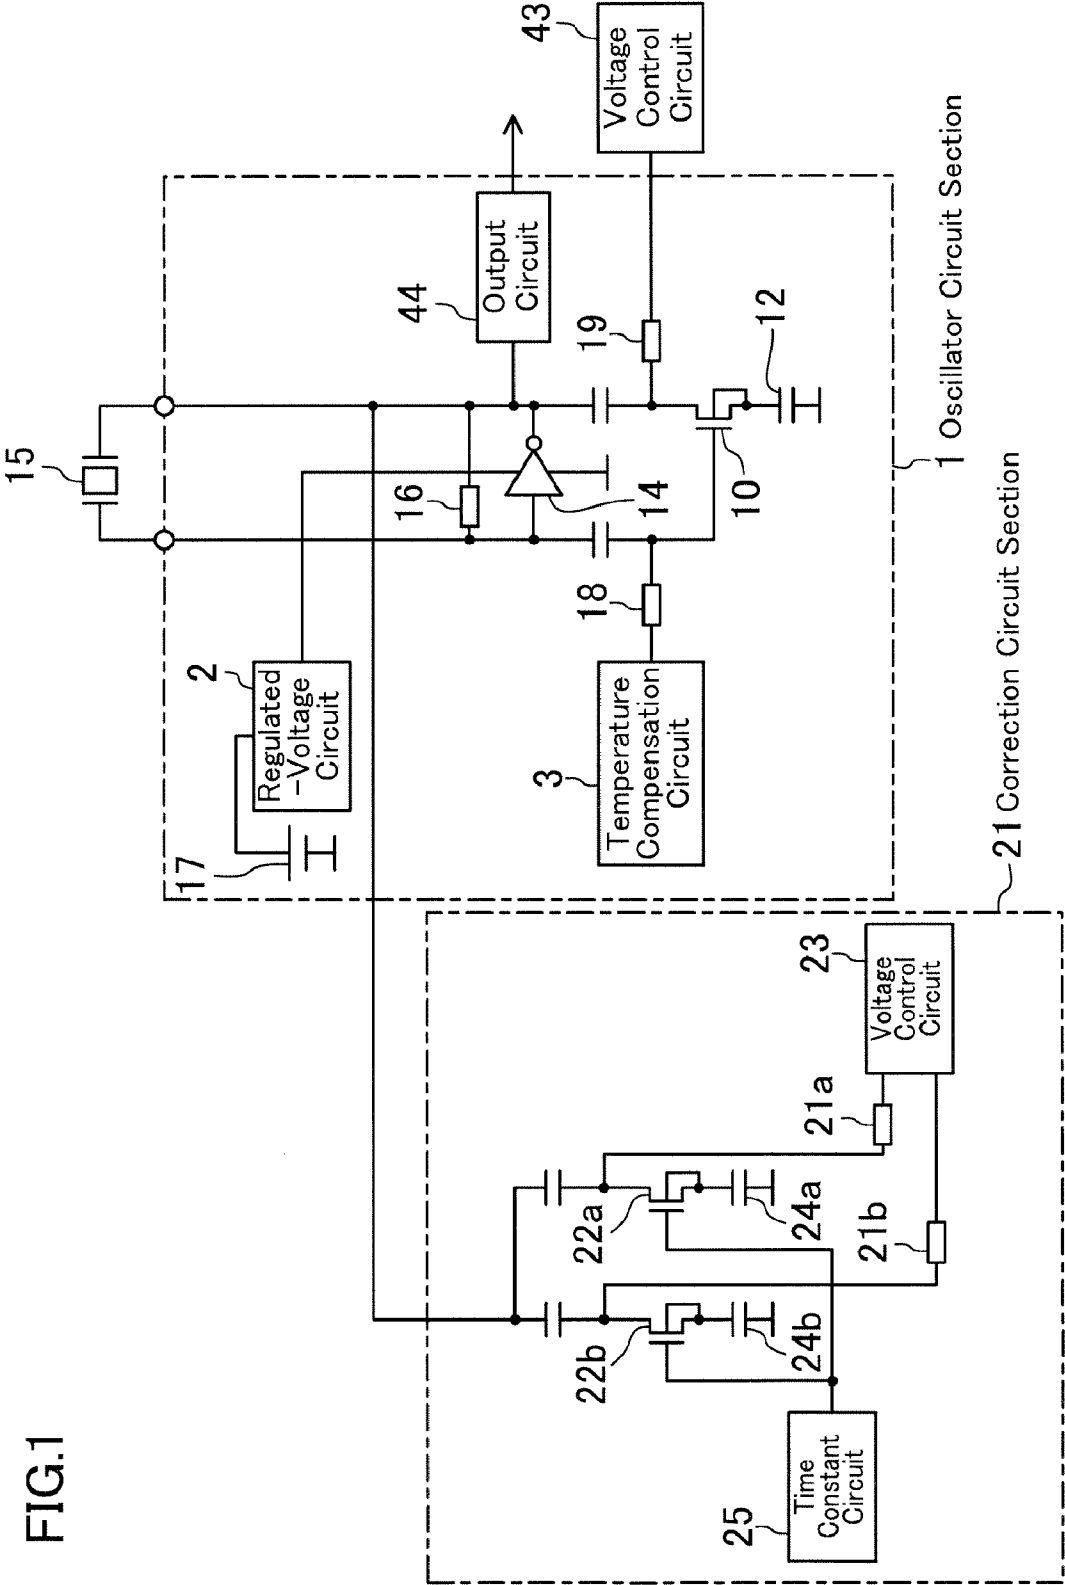 FIG.1
15
17
2
Regulated
-Voltage
Circuit
16
14
44
Output
Circuit
43
Voltage
Control
Circuit
18
19
3
Temperature
Compensation
Circuit
10
12
1 Oscillator Circuit Section
21 Correction Circuit Section
22b
22a
24b
24a
21a
21b
23
Voltage
Control
Circuit
25
Time
Constant
Circuit